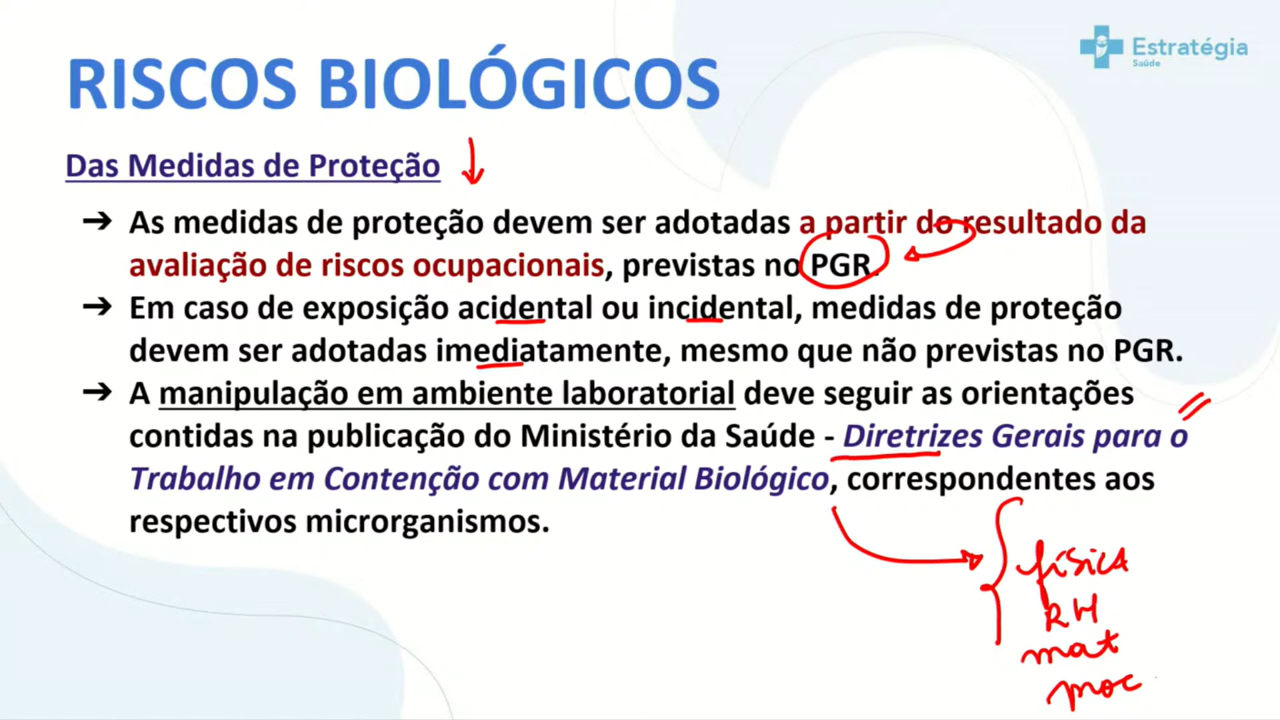 Estratégia
Saúde
RISCOS BIOLÓGICOS
Das Medidas de Proteção
➔ As medidas de proteção devem ser adotadas a partir do resultado da
avaliação de riscos ocupacionais, previstas no PGR.
➔ Em caso de exposição acidental ou incidental, medidas de proteção
devem ser adotadas imediatamente, mesmo que não previstas no PGR.
➔ A manipulação em ambiente laboratorial deve seguir as orientações
contidas na publicação do Ministério da Saúde - Diretrizes Gerais para o
Trabalho em Contenção com Material Biológico, correspondentes aos
respectivos microrganismos.
física
RH
mat
proc